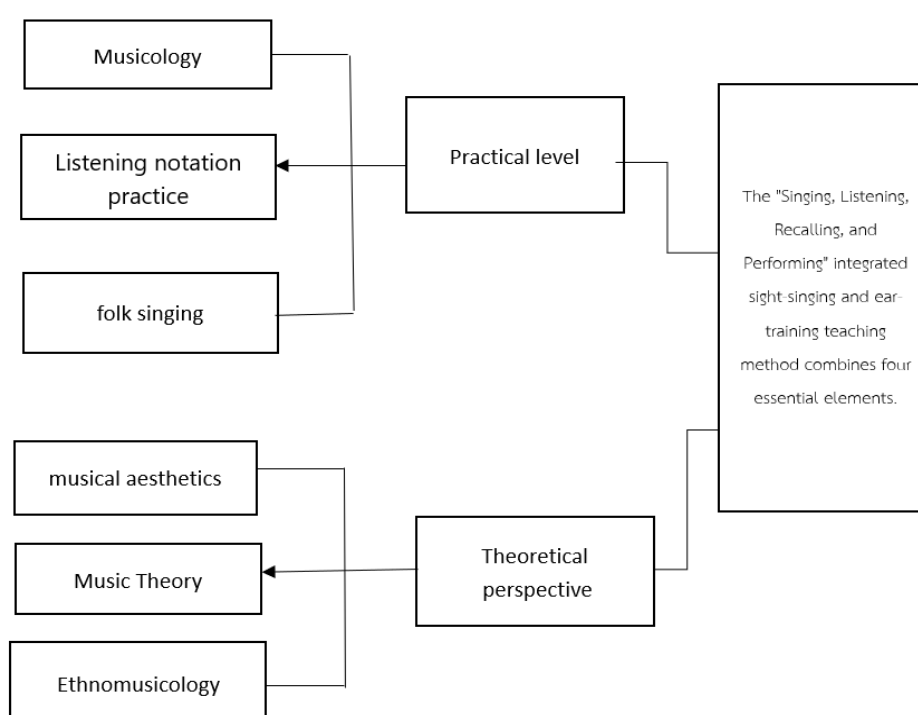 Musicology
Listening notation
practice
folk singing
Practical level
The "Singing, Listening,
Recalling, and
Performing" integrated
sight-singing and ear-
training teaching
method combines four
essential elements.
musical aesthetics
Music Theory
Ethnomusicology
Theoretical
perspective